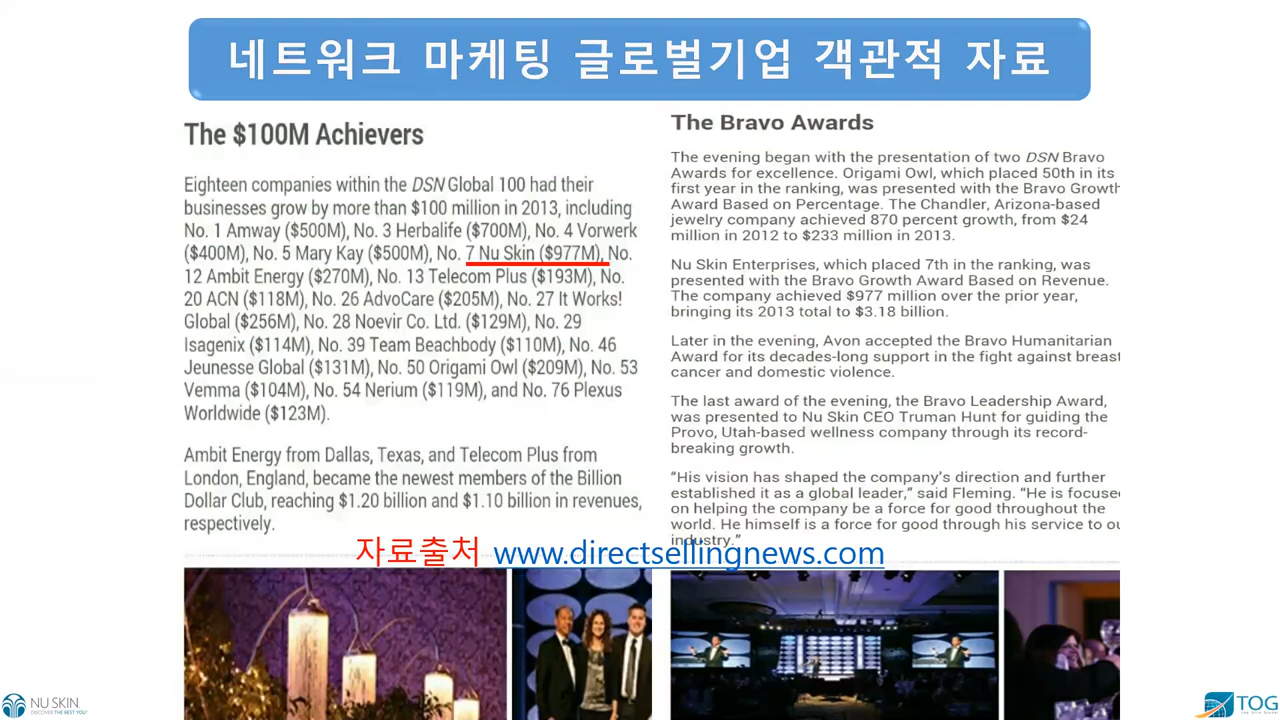 네트워크 마케팅 글로벌기업 객관적 자료
The $100M Achievers
Eighteen companies within the DSN Global 100 had their
businesses grow by more than $100 million in 2013, including
No. 1 Amway ($500M), No. 3 Herbalife ($700M), No. 4 Vorwerk
($400M), No. 5 Mary Kay ($500M), No. 7 Nu Skin ($977M), No.
12 Ambit Energy ($270M), No. 13 Telecom Plus ($193M), No.
20 ACN ($118M), No. 26 AdvoCare ($205M), No. 27 It Works!
Global ($256M), No. 28 Noevir Co. Ltd. ($129M), No. 29
Isagenix ($114M), No. 39 Team Beachbody ($110M), No. 46
Jeunesse Global ($131M), No. 50 Origami Owl ($209M), No. 53
Vemma ($104M), No. 54 Nerium ($119M), and No. 76 Plexus
Worldwide ($123M).
Ambit Energy from Dallas, Texas, and Telecom Plus from
London, England, became the newest members of the Billion
Dollar Club, reaching $1.20 billion and $1.10 billion in revenues,
respectively.
The Bravo Awards
The evening began with the presentation of two DSN Bravo
Awards for excellence. Origami Owl, which placed 50th in its
first year in the ranking, was presented with the Bravo Growth
Award Based on Percentage. The Chandler, Arizona-based
jewelry company achieved 870 percent growth, from $24
million in 2012 to $233 million in 2013.
Nu Skin Enterprises, which placed 7th in the ranking, was
presented with the Bravo Growth Award Based on Revenue.
The company achieved $977 million over the prior year,
bringing its 2013 total to $3.18 billion.
Later in the evening, Avon accepted the Bravo Humanitarian
Award for its decades-long support in the fight against breast
cancer and domestic violence.
The last award of the evening, the Bravo Leadership Award,
was presented to Nu Skin CEO Truman Hunt for guiding the
Provo, Utah-based wellness company through its record-
breaking growth.
“His vision has shaped the company’s direction and further
established it as a global leader,” said Fleming. “He is focused
on helping the company be a force for good throughout the
world. He himself is a force for good through his service to ou
industry.”
자료출처 www.directsellingnews.com
NU SKIN
DISCOVER THE BEST YOU
TOG